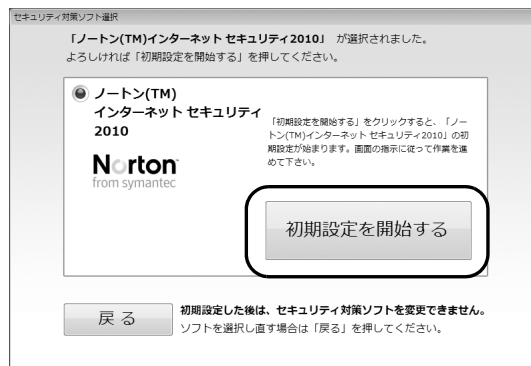 セキュリティ対策ソフト選択
「ノートン(TM)インターネット セキュリティ2010」 が選択されました。
よろしければ「初期設定を開始する」を押してください。
ノートン(TM)
インターネット セキュリティ
2010
Norton
from symantec
「初期設定を開始する」をクリックすると、「ノー
トン(TM)インターネット セキュリティ2010」の初
期設定が始まります。画面の指示に従って作業を進
めて下さい。
初期設定を開始する
戻 る
初期設定した後は、セキュリティ対策ソフトを変更できません。
ソフトを選択し直す場合は「戻る」を押してください。